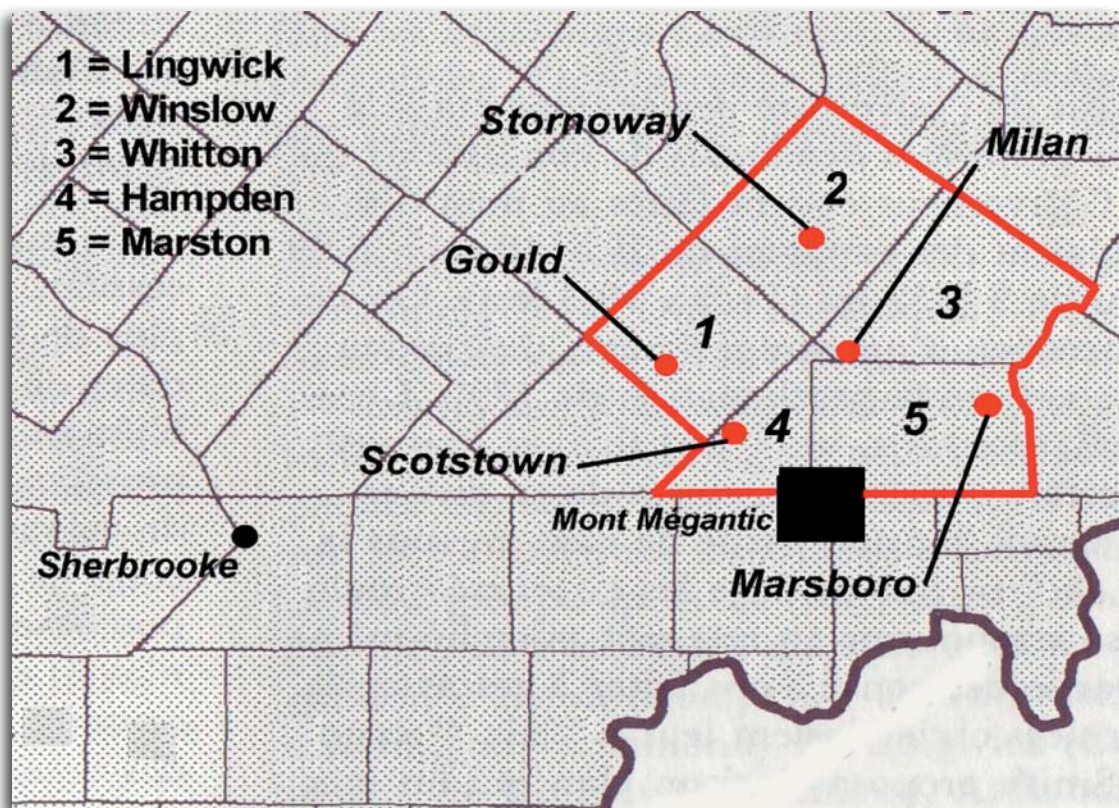 1 = Lingwick
2 = Winslow
3 = Whitton
4 = Hampden
5 = Marston
Stornoway
Milan
2
Gould
3
1
4
5
Scotstown
Mont Mégantic
Sherbrooke
Marsboro